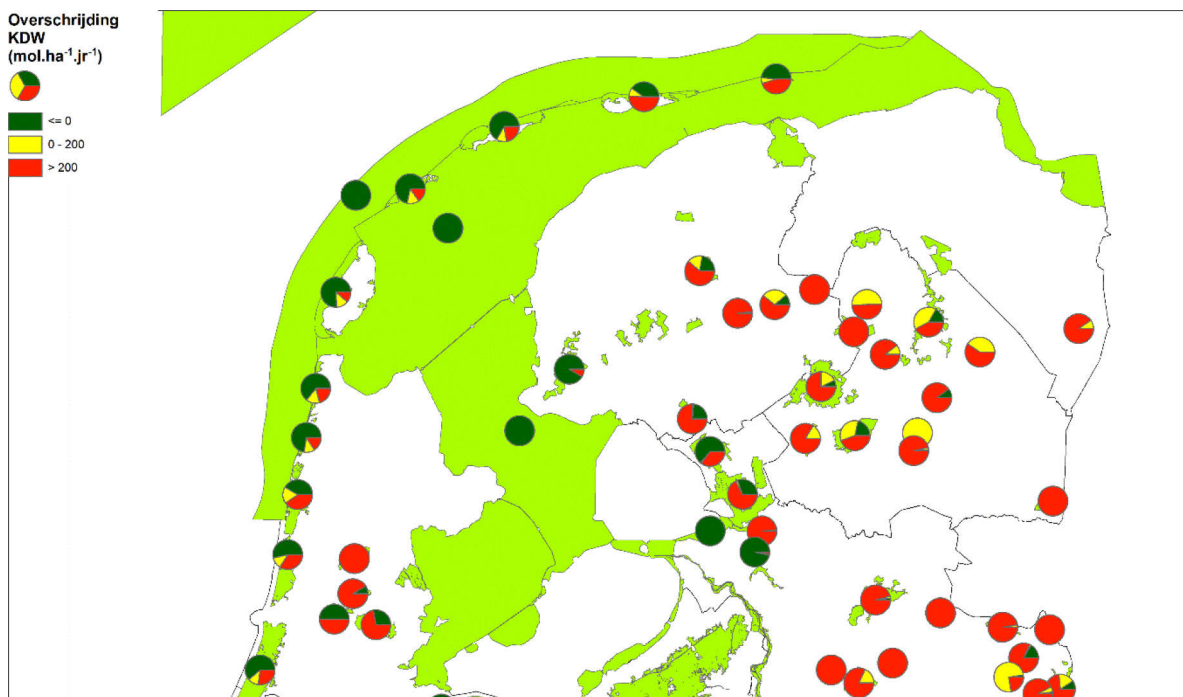 Overschrijding
KDW
(mol.ha⁻¹.jr⁻¹)
<= 0
0 - 200
> 200